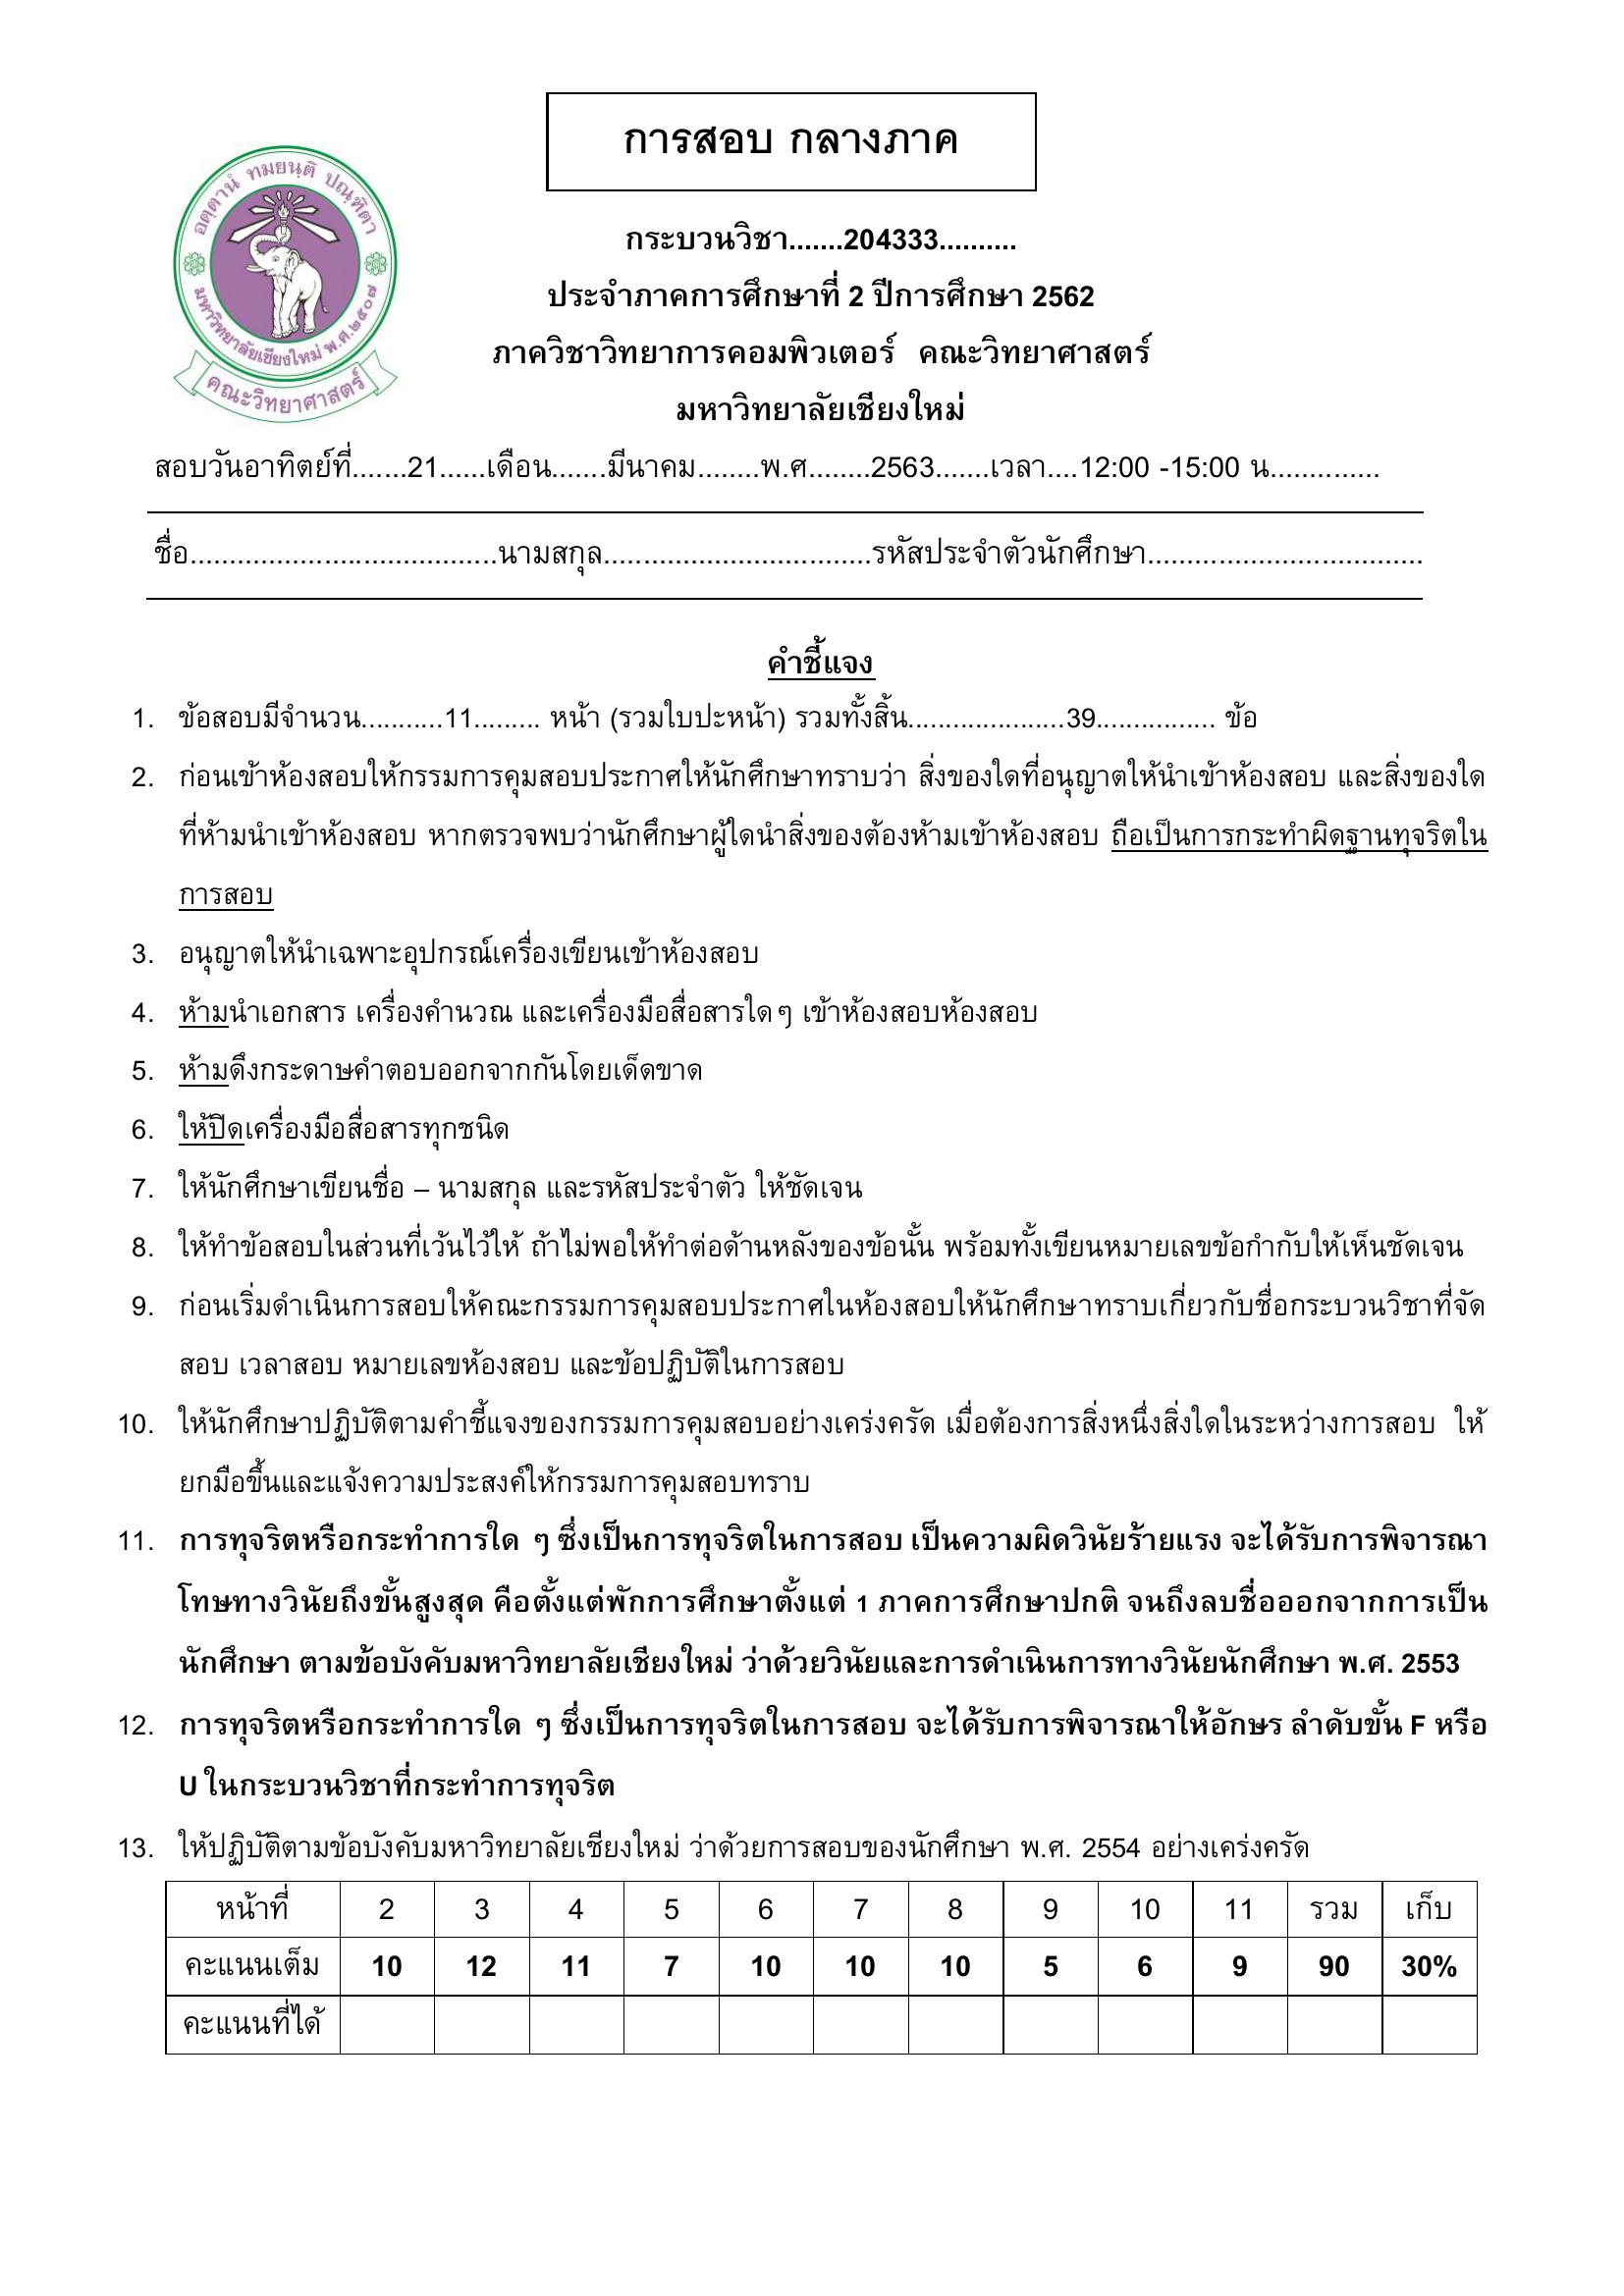 การสอบ กลางภาค
อตฺตานํ ทมยนฺติ ปณฺฑิตา
มหาวิทยาลัยเชียงใหม่ พ.ศ.๒๕๐๗
คณะวิทยาศาสตร์
กระบวนวิชา.......204333..........
ประจำภาคการศึกษาที่ 2 ปีการศึกษา 2562
ภาควิชาวิทยาการคอมพิวเตอร์ คณะวิทยาศาสตร์
มหาวิทยาลัยเชียงใหม่
สอบวันอาทิตย์ที่.......21......เดือน.......มีนาคม........พ.ศ........2563.......เวลา....12:00 -15:00 น..............
ชื่อ.......................................นามสกุล..................................รหัสประจำตัวนักศึกษา...................................
คำชี้แจง
1. ข้อสอบมีจำนวน...........11......... หน้า (รวมใบปะหน้า) รวมทั้งสิ้น.....................39................ ข้อ
2. ก่อนเข้าห้องสอบให้กรรมการคุมสอบประกาศให้นักศึกษาทราบว่า สิ่งของใดที่อนุญาตให้นำเข้าห้องสอบ และสิ่งของใด
ที่ห้ามนำเข้าห้องสอบ หากตรวจพบว่านักศึกษาผู้ใดนำสิ่งของต้องห้ามเข้าห้องสอบ ถือเป็นการกระทำผิดฐานทุจริตใน
การสอบ
3. อนุญาตให้นำเฉพาะอุปกรณ์เครื่องเขียนเข้าห้องสอบ
4. ห้ามนำเอกสาร เครื่องคำนวณ และเครื่องมือสื่อสารใดๆ เข้าห้องสอบห้องสอบ
5. ห้ามดึงกระดาษคำตอบออกจากกันโดยเด็ดขาด
6. ให้ปิดเครื่องมือสื่อสารทุกชนิด
7. ให้นักศึกษาเขียนชื่อ – นามสกุล และรหัสประจำตัว ให้ชัดเจน
8. ให้ทำข้อสอบในส่วนที่เว้นไว้ให้ ถ้าไม่พอให้ทำต่อด้านหลังของข้อนั้น พร้อมทั้งเขียนหมายเลขข้อกำกับให้เห็นชัดเจน
9. ก่อนเริ่มดำเนินการสอบให้คณะกรรมการคุมสอบประกาศในห้องสอบให้นักศึกษาทราบเกี่ยวกับชื่อกระบวนวิชาที่จัด
สอบ เวลาสอบ หมายเลขห้องสอบ และข้อปฏิบัติในการสอบ
10. ให้นักศึกษาปฏิบัติตามคำชี้แจงของกรรมการคุมสอบอย่างเคร่งครัด เมื่อต้องการสิ่งหนึ่งสิ่งใดในระหว่างการสอบ ให้
ยกมือขึ้นและแจ้งความประสงค์ให้กรรมการคุมสอบทราบ
11. การทุจริตหรือกระทำการใด ๆ ซึ่งเป็นการทุจริตในการสอบ เป็นความผิดวินัยร้ายแรง จะได้รับการพิจารณา
โทษทางวินัยถึงขั้นสูงสุด คือตั้งแต่พักการศึกษาตั้งแต่ 1 ภาคการศึกษาปกติ จนถึงลบชื่อออกจากการเป็น
นักศึกษา ตามข้อบังคับมหาวิทยาลัยเชียงใหม่ ว่าด้วยวินัยและการดำเนินการทางวินัยนักศึกษา พ.ศ. 2553
12. การทุจริตหรือกระทำการใด ๆ ซึ่งเป็นการทุจริตในการสอบ จะได้รับการพิจารณาให้อักษร ลำดับขั้น F หรือ
U ในกระบวนวิชาที่กระทำการทุจริต
13. ให้ปฏิบัติตามข้อบังคับมหาวิทยาลัยเชียงใหม่ ว่าด้วยการสอบของนักศึกษา พ.ศ. 2554 อย่างเคร่งครัด
หน้าที่ 2 3 4 5 6 7 8 9 10 11 รวม เก็บ
คะแนนเต็ม 10 12 11 7 10 10 10 5 6 9 90 30%
คะแนนที่ได้